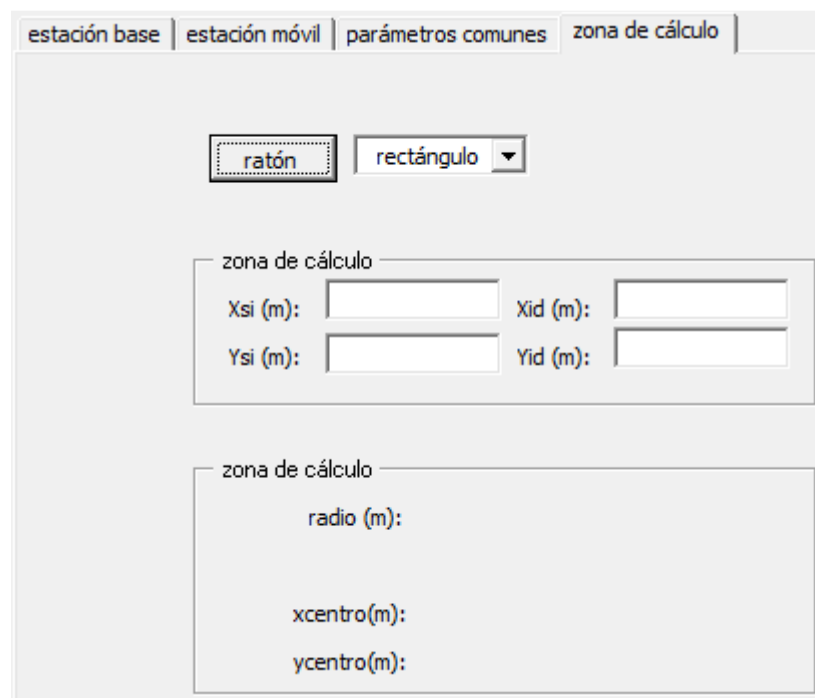 estación base estación móvil parámetros comunes zona de cálculo
ratón rectángulo
zona de cálculo
Xsi (m): Xid (m):
Ysi (m): Yid (m):
zona de cálculo
radio (m):
xcentro(m):
ycentro(m):